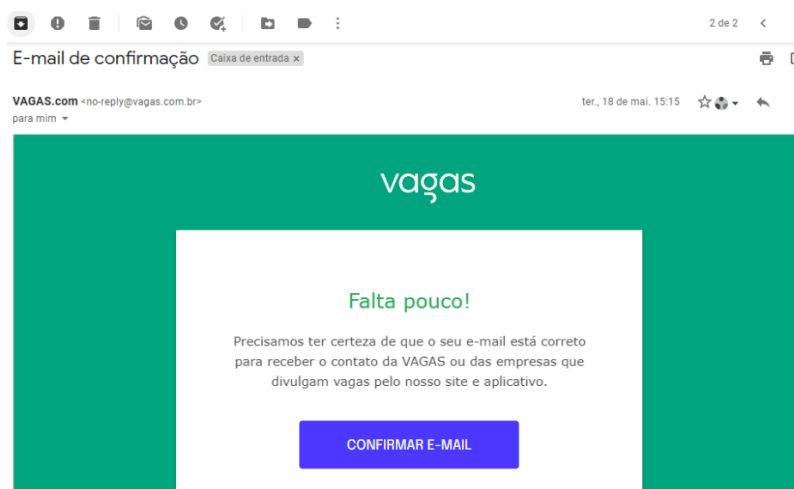 2 de 2
E-mail de confirmação Caixa de entrada x
VAGAS.com <no-reply@vagas.com.br> ter., 18 de mai. 15:15
para mim
vagas
Falta pouco!
Precisamos ter certeza de que o seu e-mail está correto
para receber o contato da VAGAS ou das empresas que
divulgam vagas pelo nosso site e aplicativo.
CONFIRMAR E-MAIL